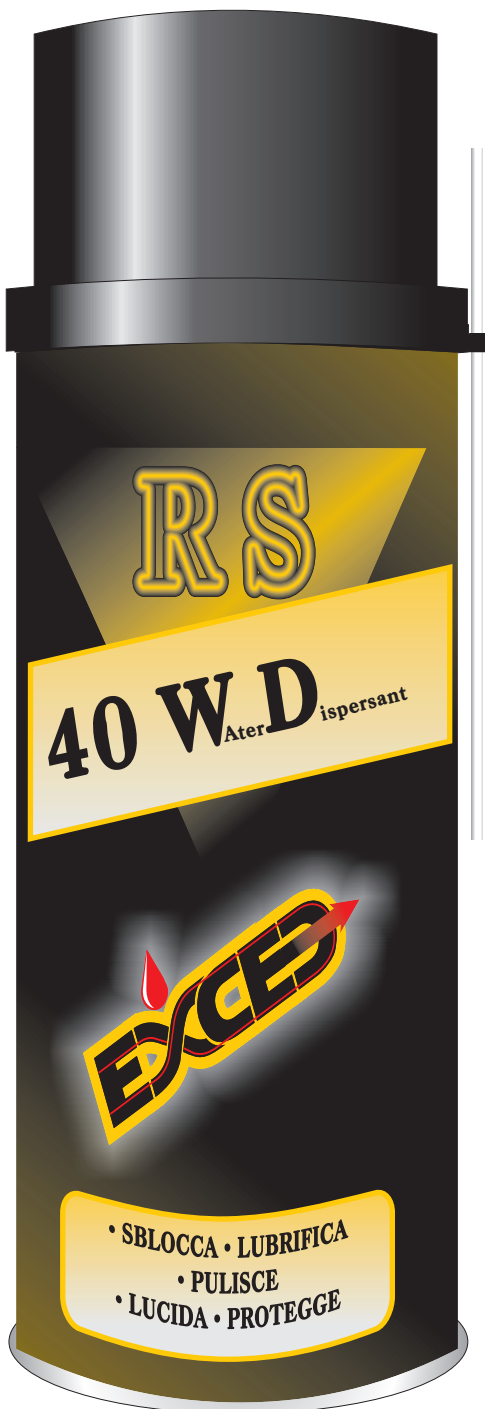 RS
40 WAterDispersant
EXCED
• SBLOCCA • LUBRIFICA
• PULISCE
• LUCIDA • PROTEGGE